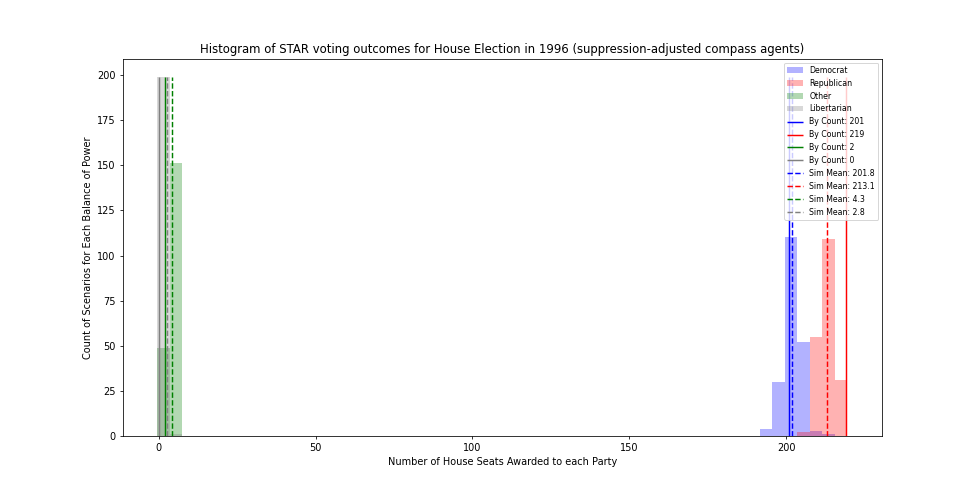 Histogram of STAR voting outcomes for House Election in 1996 (suppression-adjusted compass agents)
Count of Scenarios for Each Balance of Power
200
175
150
125
100
75
50
25
0
Democrat
Republican
Other
Libertarian
By Count: 201
By Count: 219
By Count: 2
By Count: 0
Sim Mean: 201.8
Sim Mean: 213.1
Sim Mean: 4.3
Sim Mean: 2.8
0 50 100 150 200
Number of House Seats Awarded to each Party